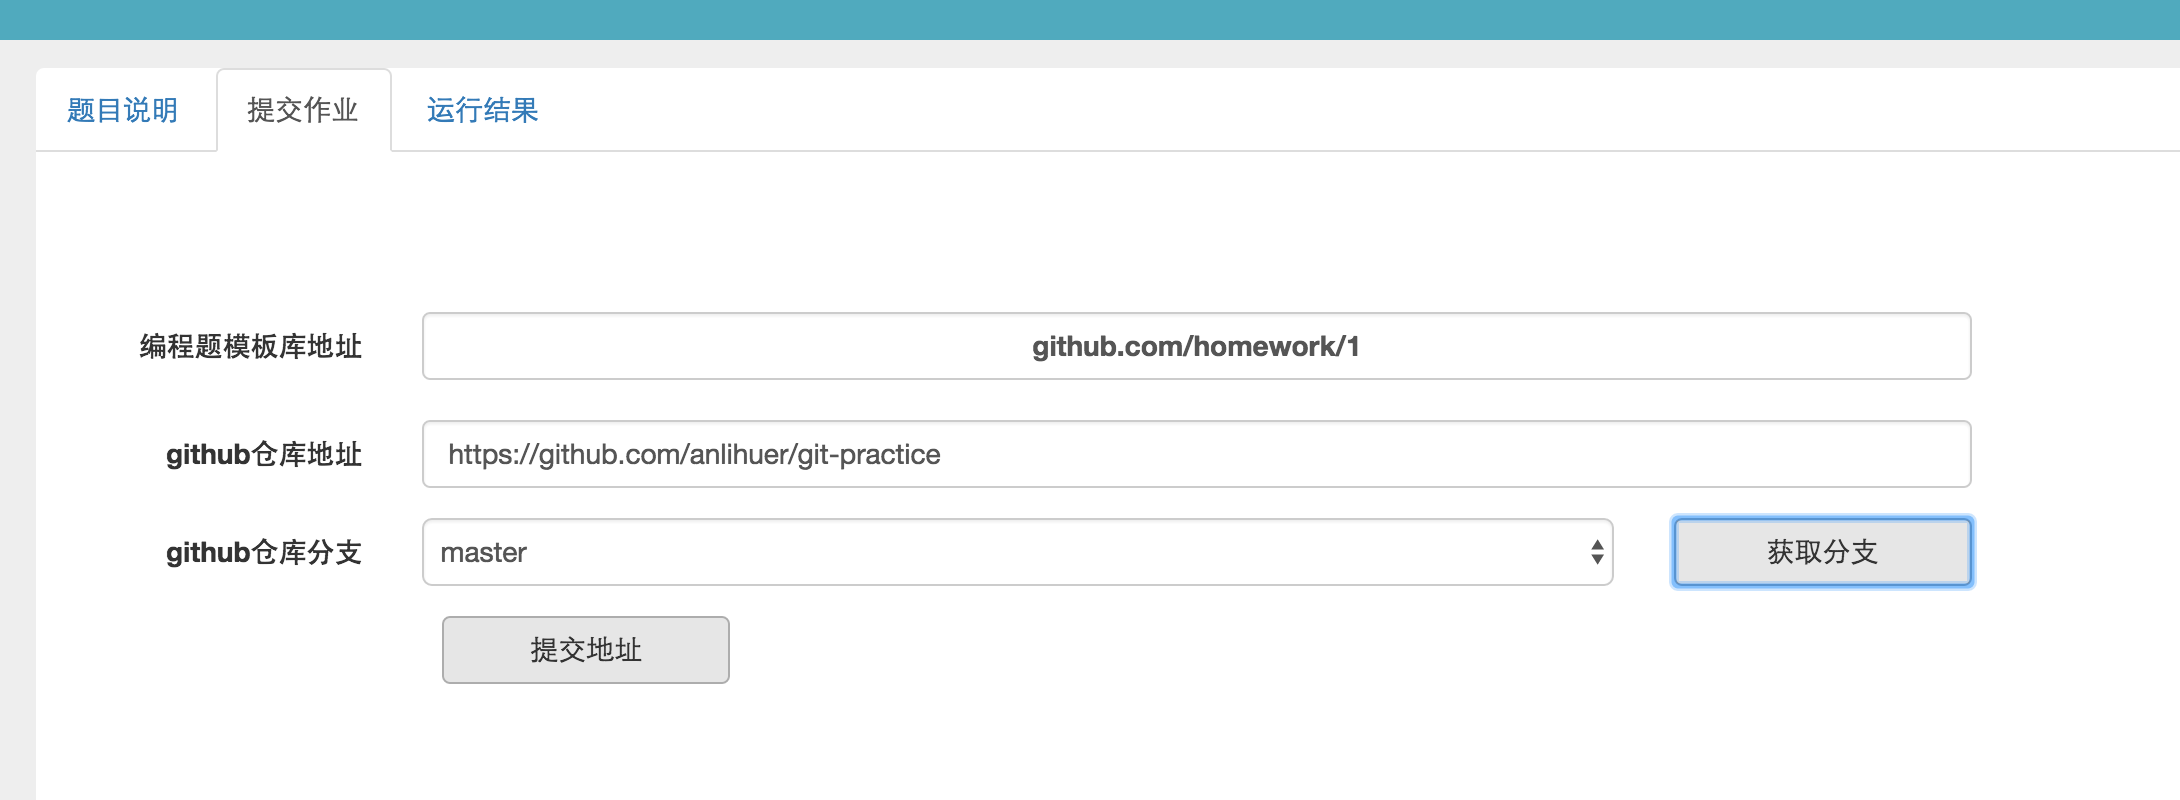 题目说明 提交作业 运行结果
编程题模板库地址 github.com/homework/1
github仓库地址 https://github.com/anlihuer/git-practice
github仓库分支 master 获取分支
提交地址